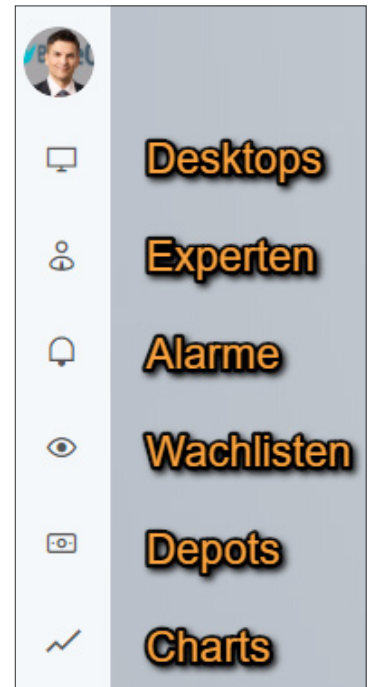 Desktops
Experten
Alarme
Wachlisten
Depots
Charts